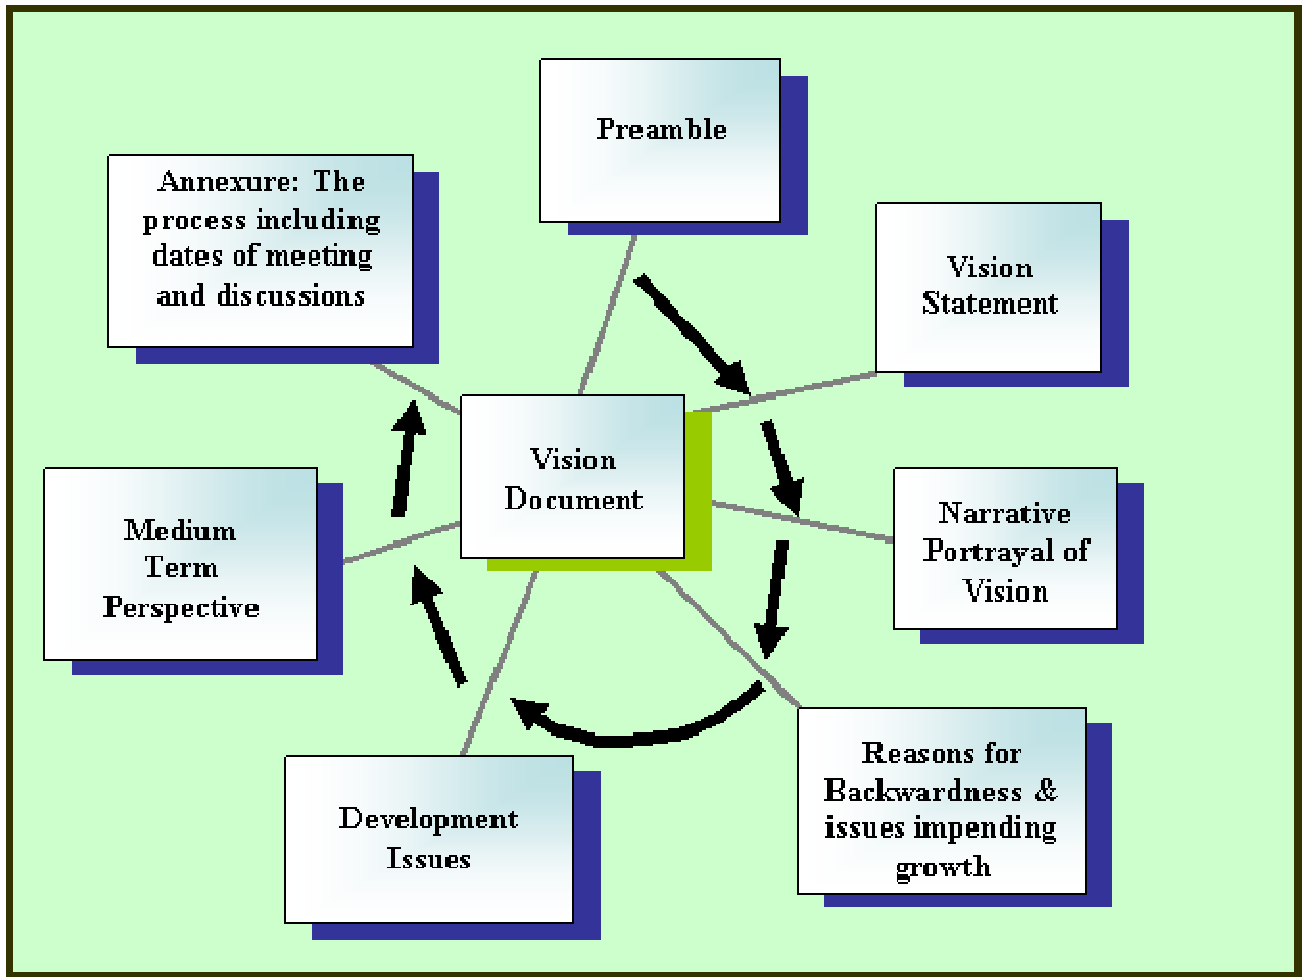 Preamble
Annexure: The
process including
dates of meeting
and discussions
Vision
Statement
Vision
Document
Medium
Term
Perspective
Narrative
Portrayal of
Vision
Development
Issues
Reasons for
Backwardness &
issues impending
growth